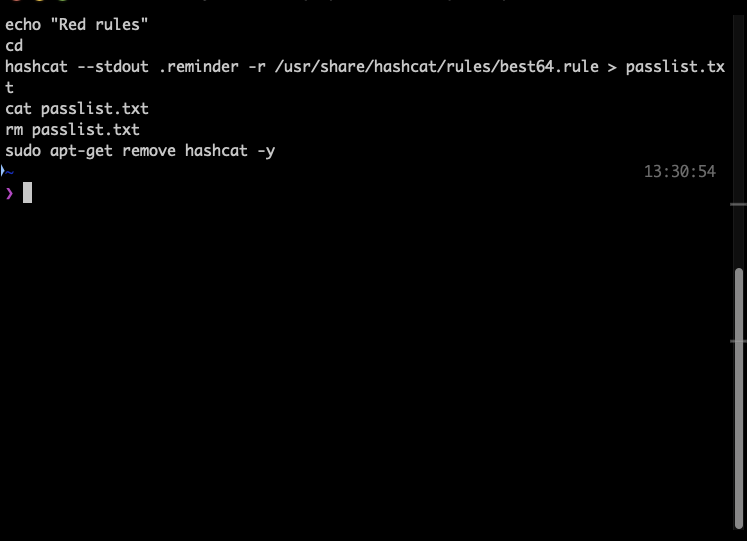 echo "Red rules"
cd
hashcat --stdout .reminder -r /usr/share/hashcat/rules/best64.rule > passlist.tx
t
cat passlist.txt
rm passlist.txt
sudo apt-get remove hashcat -y
~ 13:30:54
❯